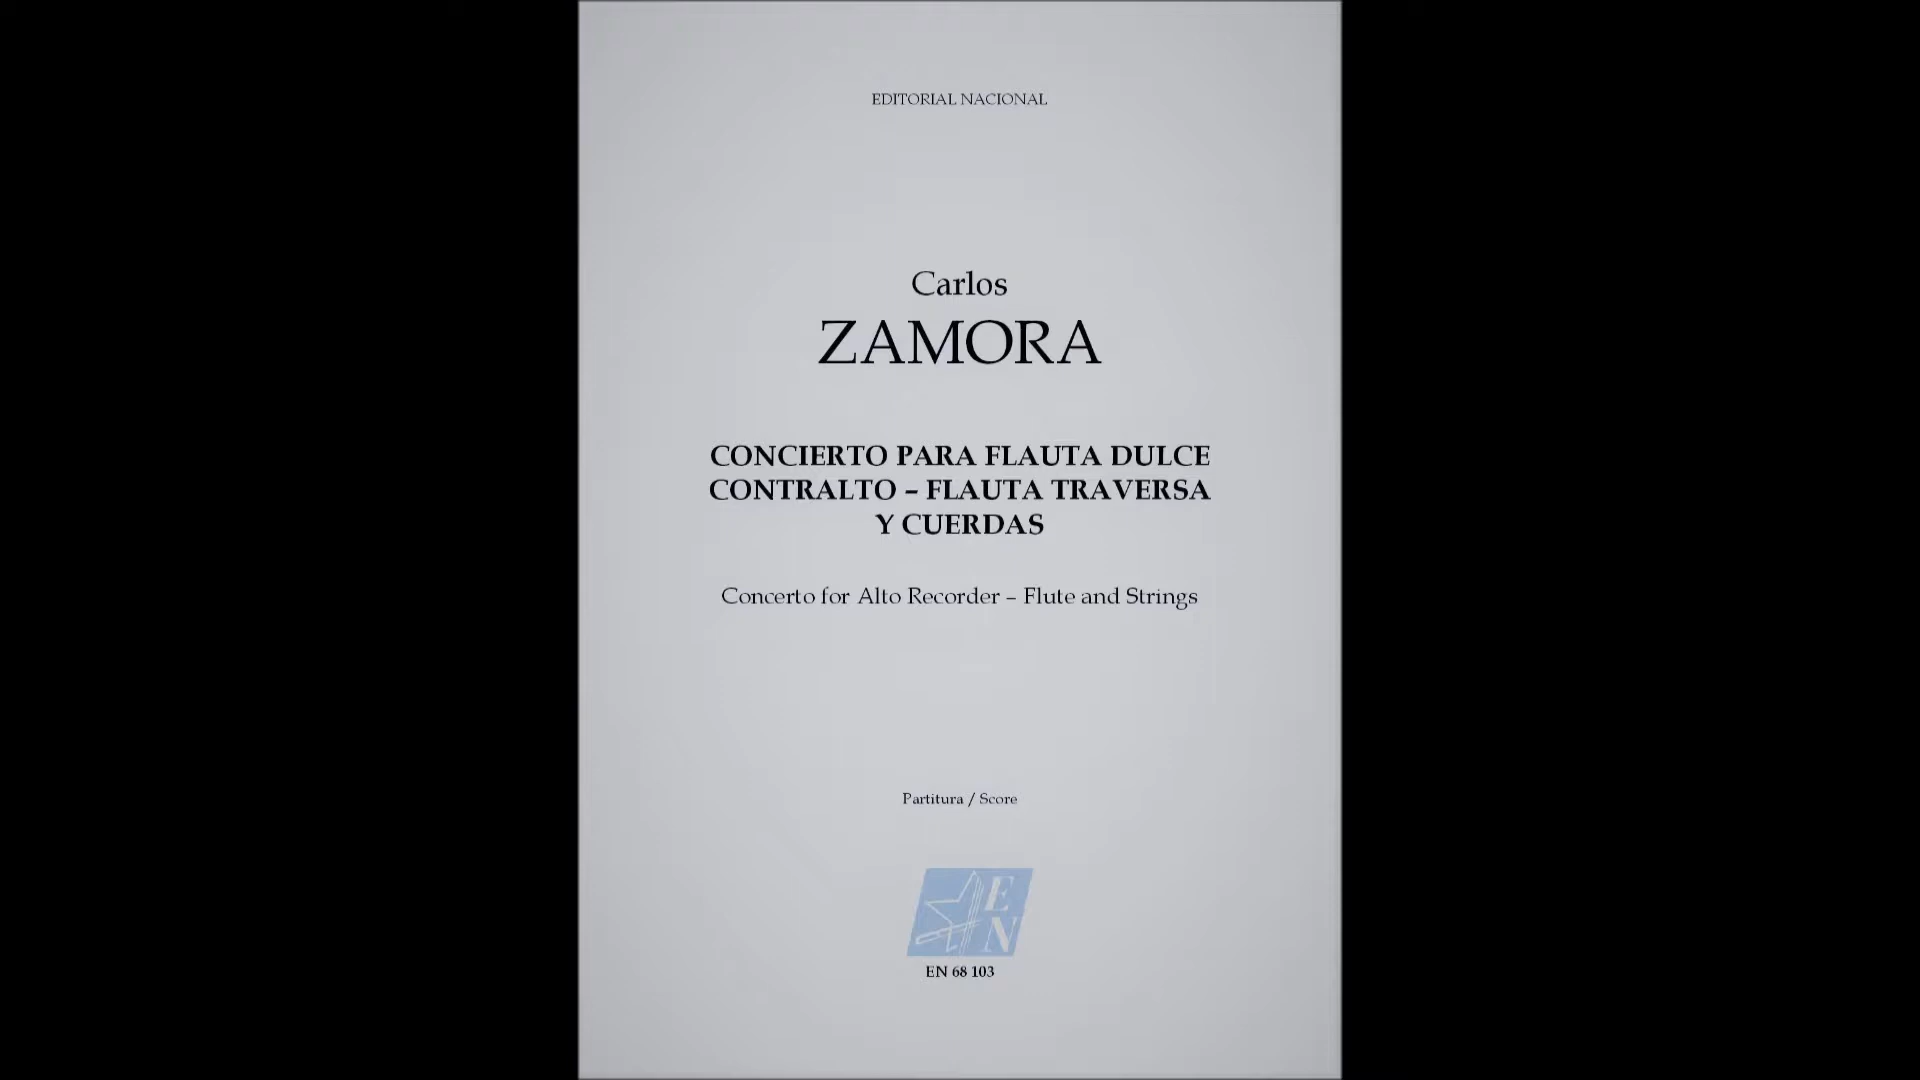 EDITORIAL NACIONAL
Carlos
ZAMORA
CONCIERTO PARA FLAUTA DULCE
CONTRALTO – FLAUTA TRAVERSA
Y CUERDAS
Concerto for Alto Recorder – Flute and Strings
Partitura / Score
E
N
EN 68 103